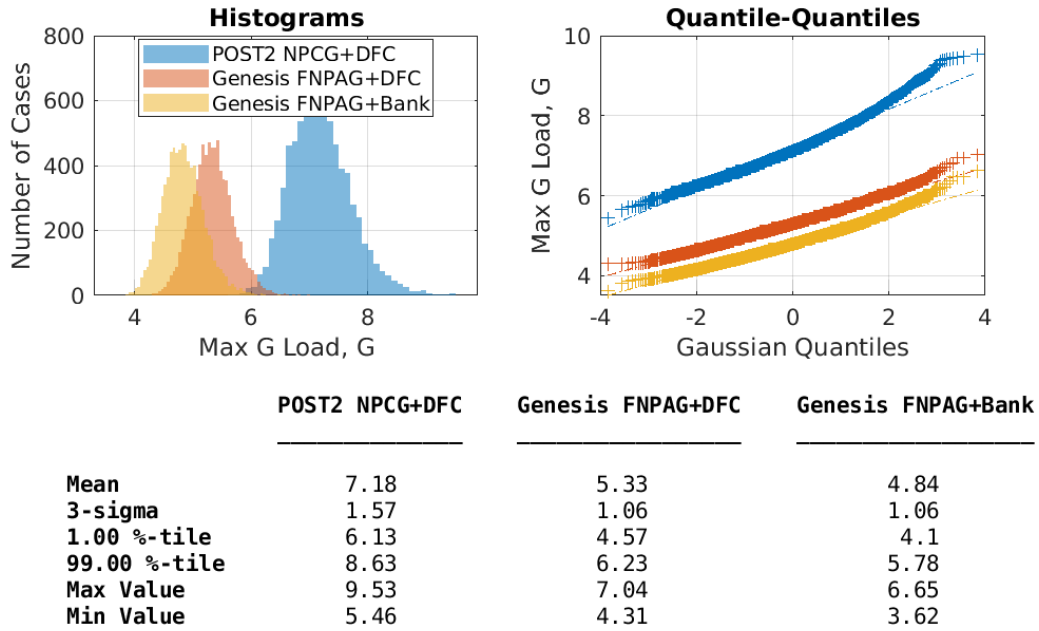 Histograms
800
600
400
200
0
4
6
8
Number of Cases
Max G Load, G
POST2 NPCG+DFC
Genesis FNPAG+DFC
Genesis FNPAG+Bank
Quantile-Quantiles
10
8
6
4
-4
-2
0
2
4
Max G Load, G
Gaussian Quantiles
POST2 NPCG+DFC Genesis FNPAG+DFC Genesis FNPAG+Bank
Mean 7.18 5.33 4.84
3-sigma 1.57 1.06 1.06
1.00 %-tile 6.13 4.57 4.1
99.00 %-tile 8.63 6.23 5.78
Max Value 9.53 7.04 6.65
Min Value 5.46 4.31 3.62